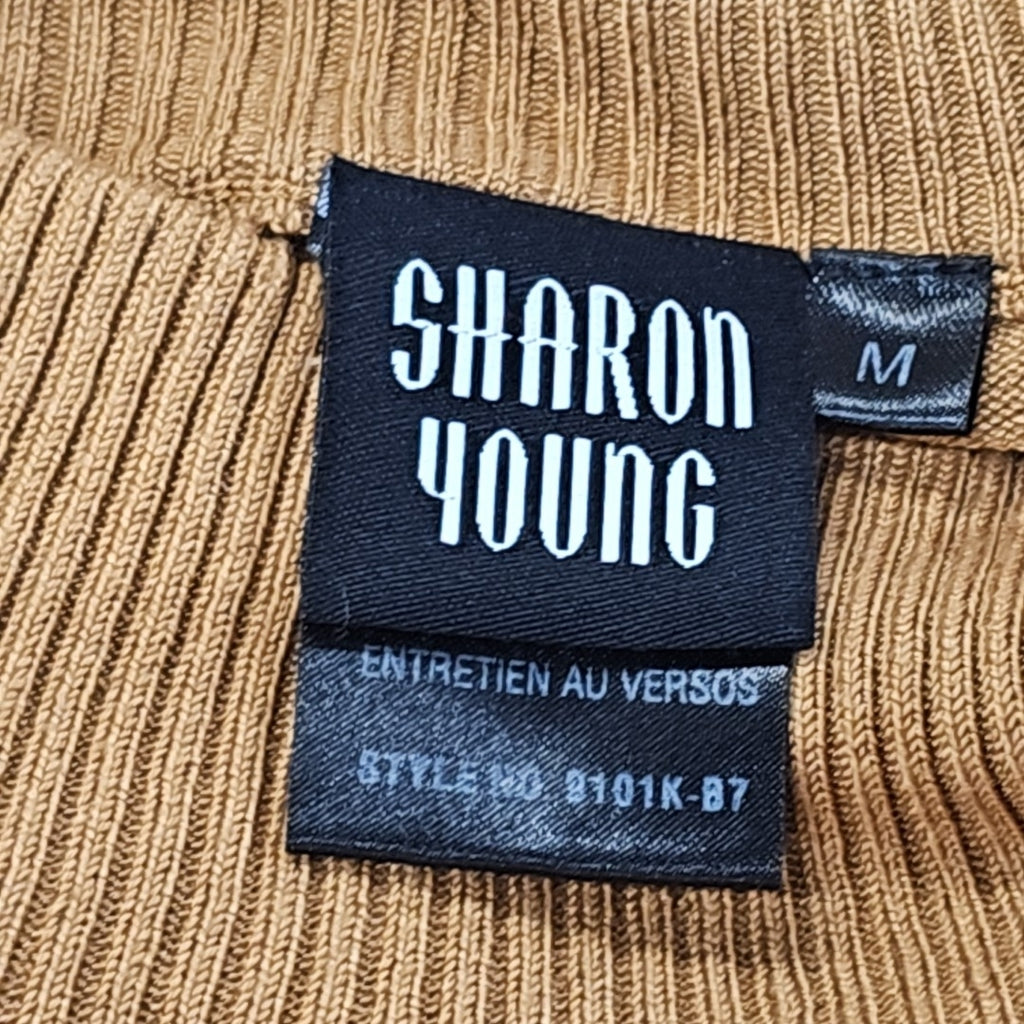 SHARON
YOUNG
M
ENTRETIEN AU VERSOS
STYLE NO. 9101K-B7